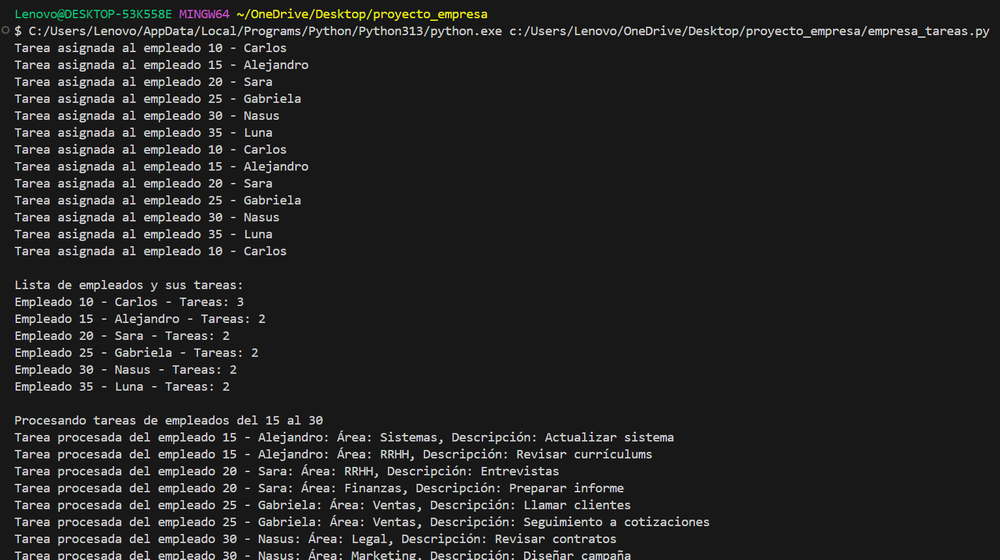 Lenovo@DESKTOP-53K558E MINGW64 ~/OneDrive/Desktop/proyecto_empresa
$ C:/Users/Lenovo/AppData/Local/Programs/Python/Python313/python.exe c:/Users/Lenovo/OneDrive/Desktop/proyecto_empresa/empresa_tareas.py
Tarea asignada al empleado 10 - Carlos
Tarea asignada al empleado 15 - Alejandro
Tarea asignada al empleado 20 - Sara
Tarea asignada al empleado 25 - Gabriela
Tarea asignada al empleado 30 - Nasus
Tarea asignada al empleado 35 - Luna
Tarea asignada al empleado 10 - Carlos
Tarea asignada al empleado 15 - Alejandro
Tarea asignada al empleado 20 - Sara
Tarea asignada al empleado 25 - Gabriela
Tarea asignada al empleado 30 - Nasus
Tarea asignada al empleado 35 - Luna
Tarea asignada al empleado 10 - Carlos
Lista de empleados y sus tareas:
Empleado 10 - Carlos - Tareas: 3
Empleado 15 - Alejandro - Tareas: 2
Empleado 20 - Sara - Tareas: 2
Empleado 25 - Gabriela - Tareas: 2
Empleado 30 - Nasus - Tareas: 2
Empleado 35 - Luna - Tareas: 2
Procesando tareas de empleados del 15 al 30
Tarea procesada del empleado 15 - Alejandro: Área: Sistemas, Descripción: Actualizar sistema
Tarea procesada del empleado 15 - Alejandro: Área: RRHH, Descripción: Revisar currículums
Tarea procesada del empleado 20 - Sara: Área: RRHH, Descripción: Entrevistas
Tarea procesada del empleado 20 - Sara: Área: Finanzas, Descripción: Preparar informe
Tarea procesada del empleado 25 - Gabriela: Área: Ventas, Descripción: Llamar clientes
Tarea procesada del empleado 25 - Gabriela: Área: Ventas, Descripción: Seguimiento a cotizaciones
Tarea procesada del empleado 30 - Nasus: Área: Legal, Descripción: Revisar contratos
Tarea procesada del empleado 30 - Nasus: Área: Marketing, Descripción: Diseñar campaña